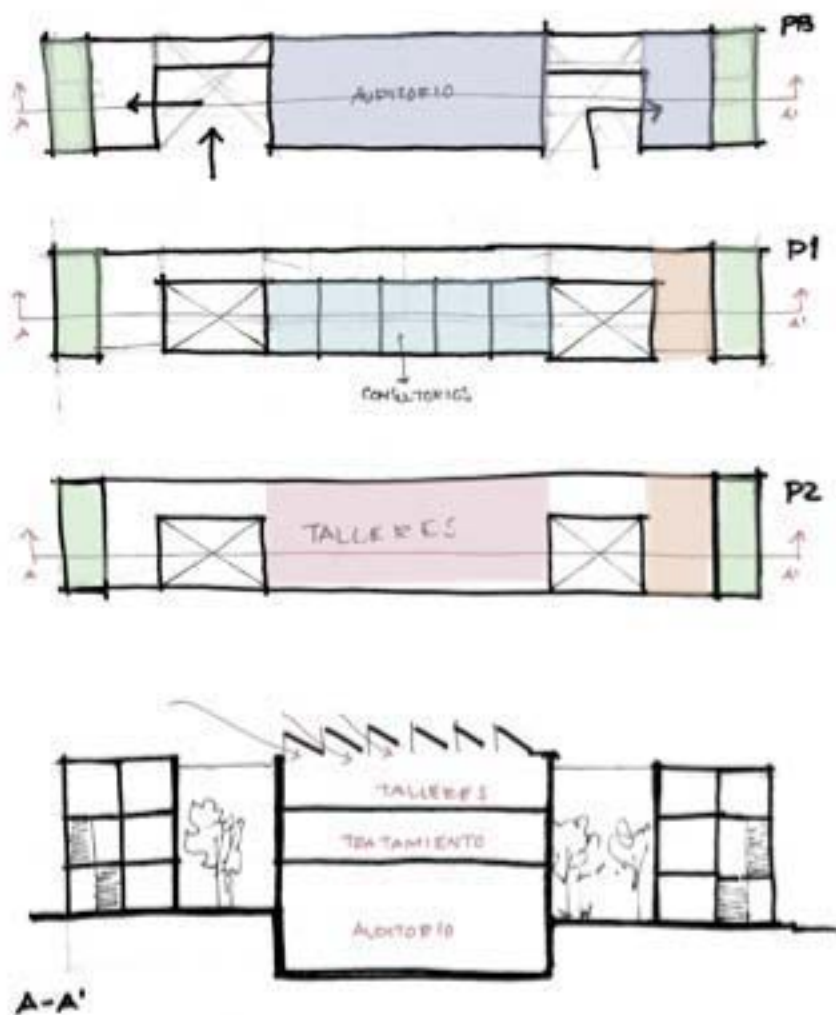 PB
AUDITORIO
A
A'
P1
A
A'
CONSULTORIOS
P2
TALLERES
A
A'
TALLERES
TRATAMIENTO
AUDITORIO
A-A'